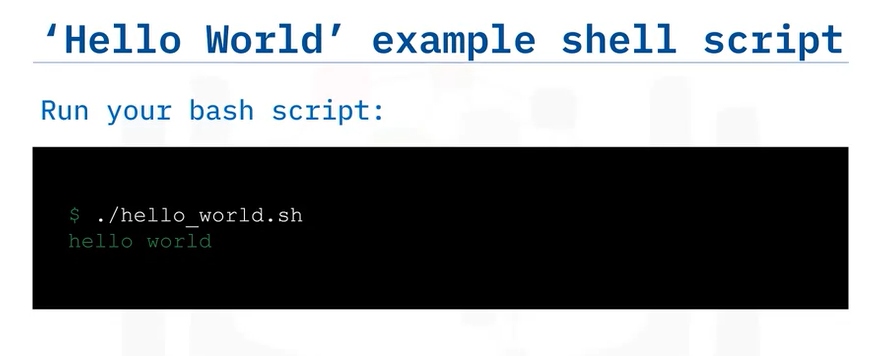 ‘Hello World’ example shell script
Run your bash script:
$ ./hello_world.sh
hello world